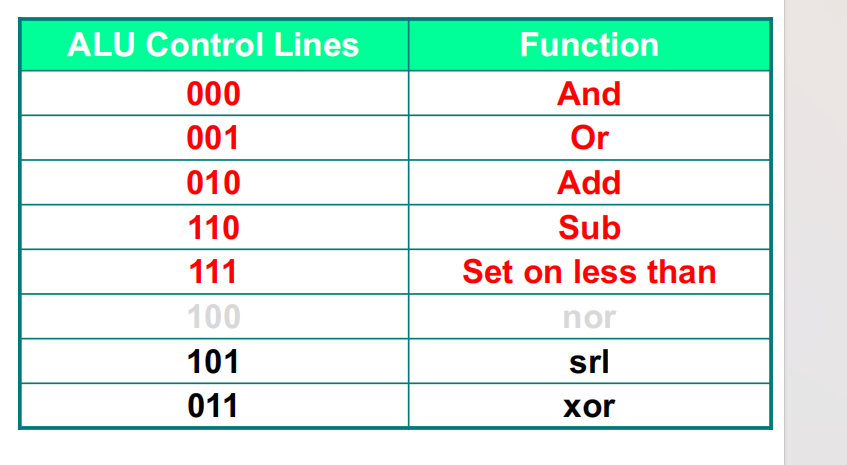 ALU Control Lines Function
000 And
001 Or
010 Add
110 Sub
111 Set on less than
100 nor
101 srl
011 xor